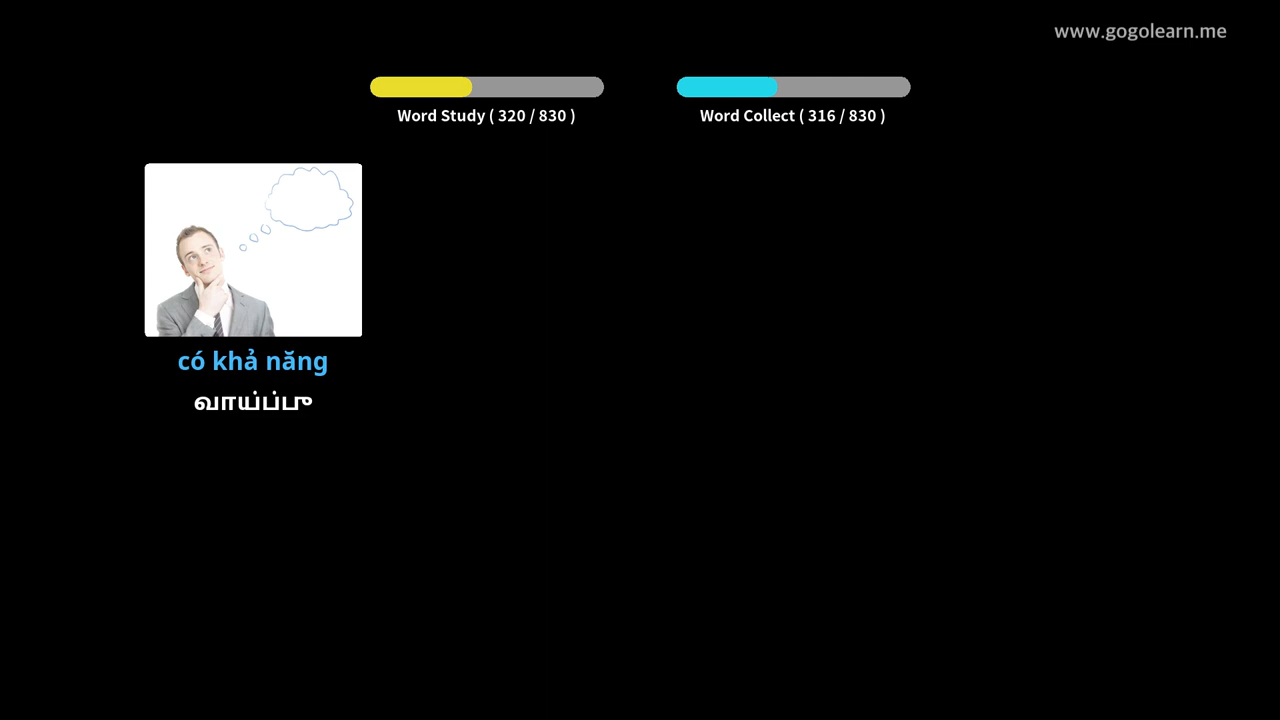 www.gogolearn.me
Word Study ( 320 / 830 )
Word Collect ( 316 / 830 )
có khả năng
வாய்ப்பு